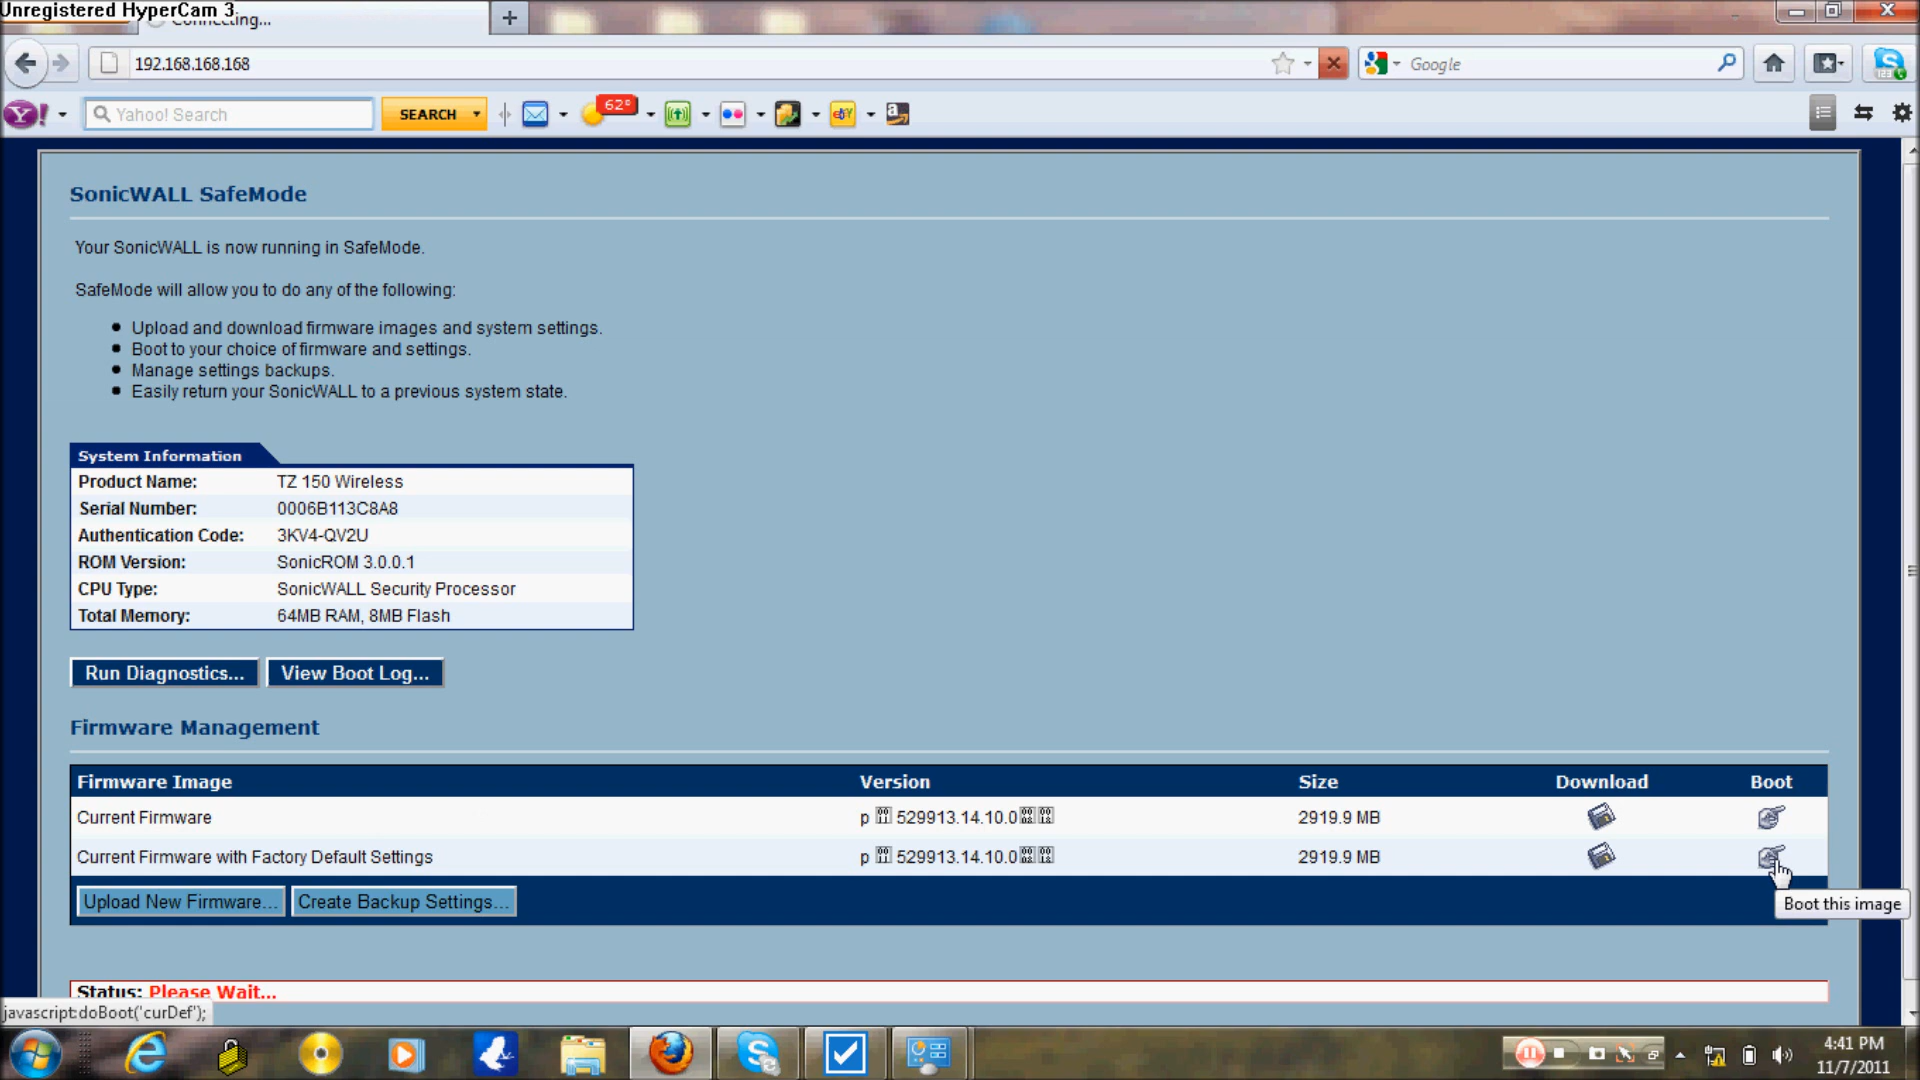 Unregistered HyperCam 3
Connecting...
192.168.168.168
Google
Yahoo! Search
SEARCH
62°
SonicWALL SafeMode
Your SonicWALL is now running in SafeMode.
SafeMode will allow you to do any of the following:
Upload and download firmware images and system settings.
Boot to your choice of firmware and settings.
Manage settings backups.
Easily return your SonicWALL to a previous system state.
System Information
Product Name: TZ 150 Wireless
Serial Number: 0006B113C8A8
Authentication Code: 3KV4-QV2U
ROM Version: SonicROM 3.0.0.1
CPU Type: SonicWALL Security Processor
Total Memory: 64MB RAM, 8MB Flash
Run Diagnostics... View Boot Log...
Firmware Management
Firmware Image Version Size Download Boot
Current Firmware p 529913.14.10.0 2919.9 MB
Current Firmware with Factory Default Settings p 529913.14.10.0 2919.9 MB
Upload New Firmware... Create Backup Settings...
Boot this image
Status: Please Wait...
javascript:doBoot('curDef');
4:41 PM
11/7/2011